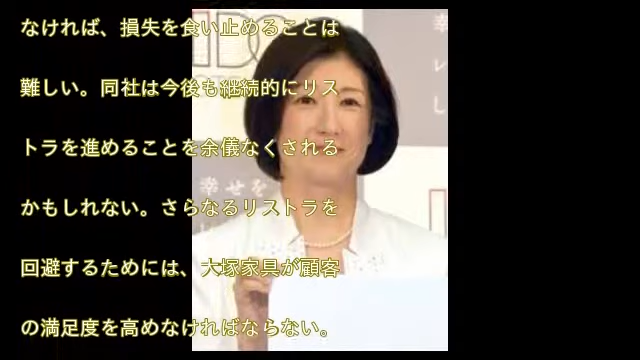 なければ、損失を食い止めることは
難しい。同社は今後も継続的にリス
トラを進めることを余儀なくされる
かもしれない。さらなるリストラを
回避するためには、大塚家具が顧客
の満足度を高めなければならない。
幸せを